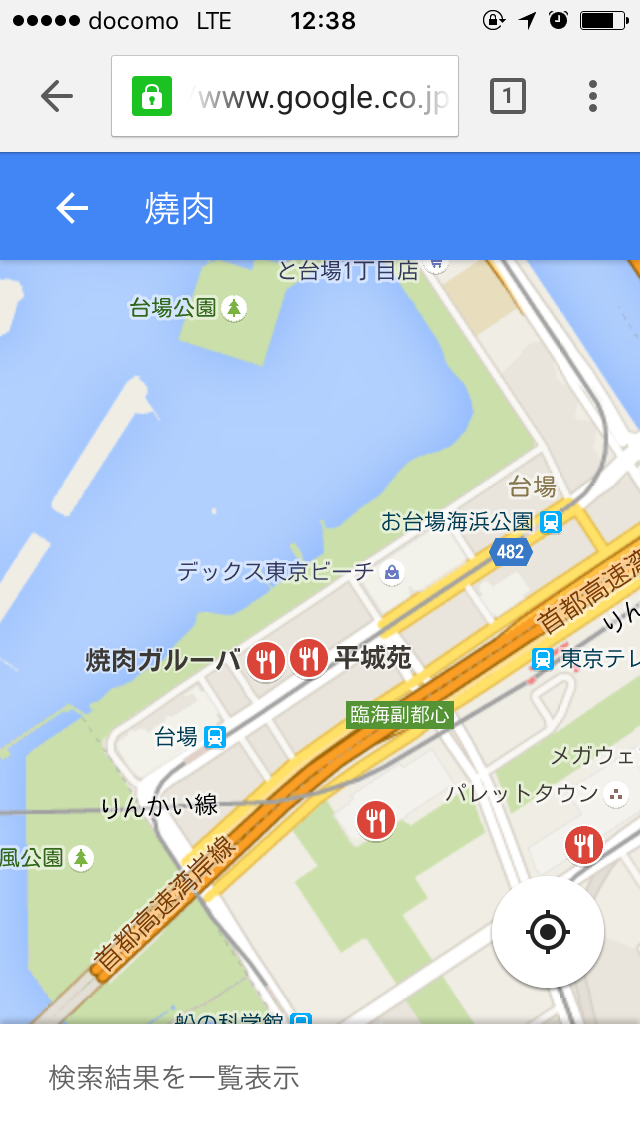 docomo LTE 12:38
www.google.co.jp
1
焼肉
と台場1丁目店
台場公園
台場
お台場海浜公園
482
デックス東京ビーチ
首都高速湾
りん
焼肉ガルーバ
平城苑
東京テレ
臨海副都心
台場
メガウェ
パレットタウン
りんかい線
風公園
首都高速湾岸線
船の科学館
検索結果を一覧表示